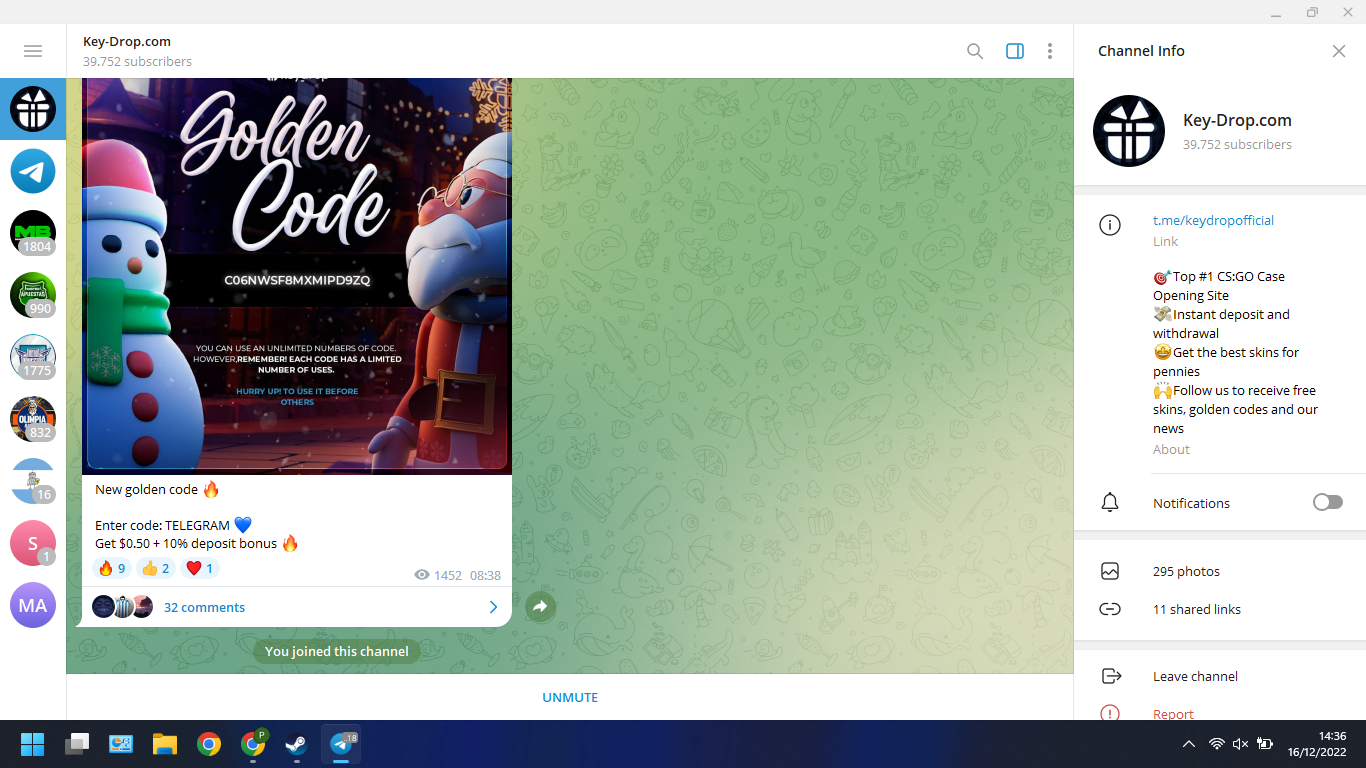 Key-Drop.com
39.752 subscribers
1804
990
1775
OLIMPIA
832
16
S
1
MA
Golden
Code
C06NWSF8MXMIPD9ZQ
YOU CAN USE AN UNLIMITED NUMBERS OF CODE.
HOWEVER,REMEMBER! EACH CODE HAS A LIMITED
NUMBER OF USES.
HURRY UP! TO USE IT BEFORE
OTHERS
New golden code 🔥
Enter code: TELEGRAM 💙
Get $0.50 + 10% deposit bonus 🔥
🔥 9 👍 2 ❤️ 1
1452 08:38
32 comments
You joined this channel
UNMUTE
Channel Info
Key-Drop.com
39.752 subscribers
t.me/keydropofficial
Link
🎯Top #1 CS:GO Case
Opening Site
💸Instant deposit and
withdrawal
🤩Get the best skins for
pennies
🙌Follow us to receive free
skins, golden codes and our
news
About
Notifications
295 photos
11 shared links
Leave channel
Report
P
18
14:36
16/12/2022